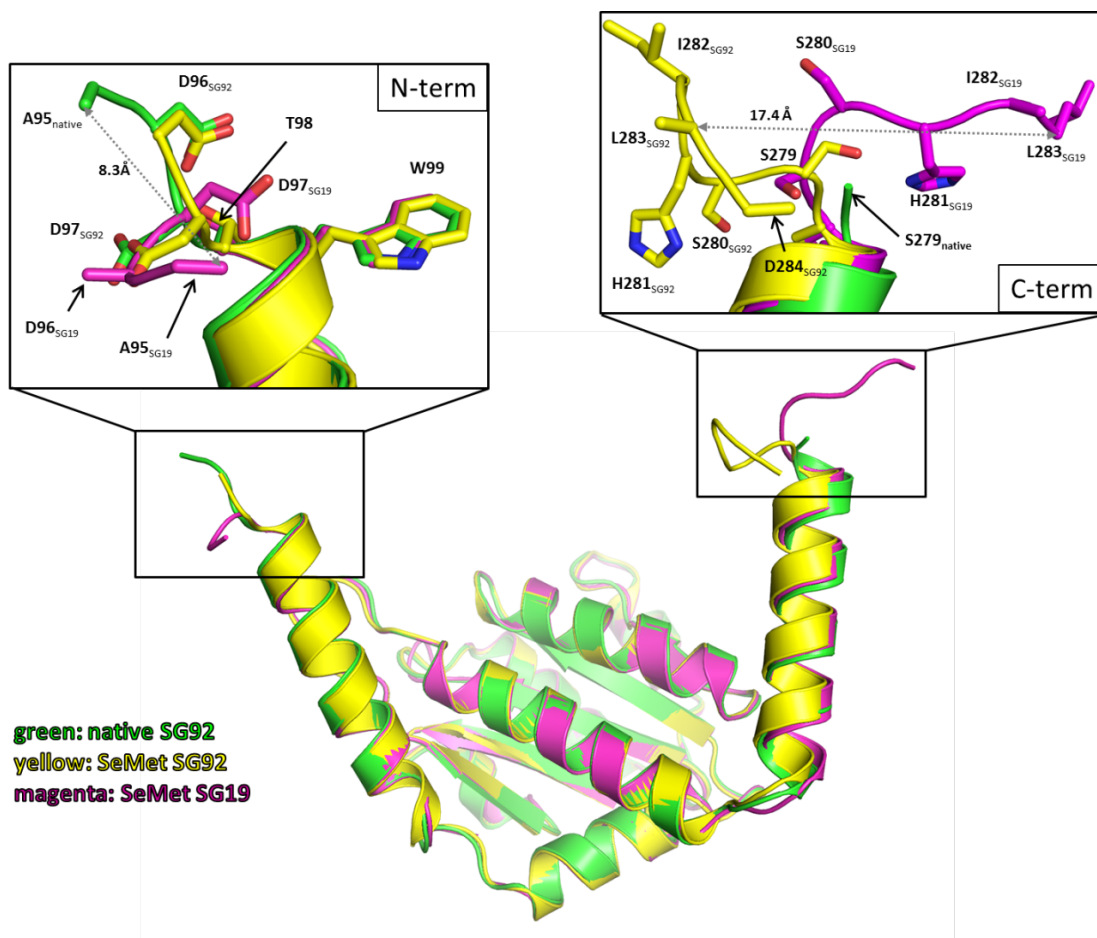 N-term
D96SG92
A95native
T98
8.3Å
D97SG19
W99
D97SG92
D96SG19
A95SG19
I282SG92
S280SG19
I282SG19
17.4 Å
L283SG92
S279
L283SG19
H281SG19
S280SG92
S279native
D284SG92
H281SG92
C-term
green: native SG92
yellow: SeMet SG92
magenta: SeMet SG19